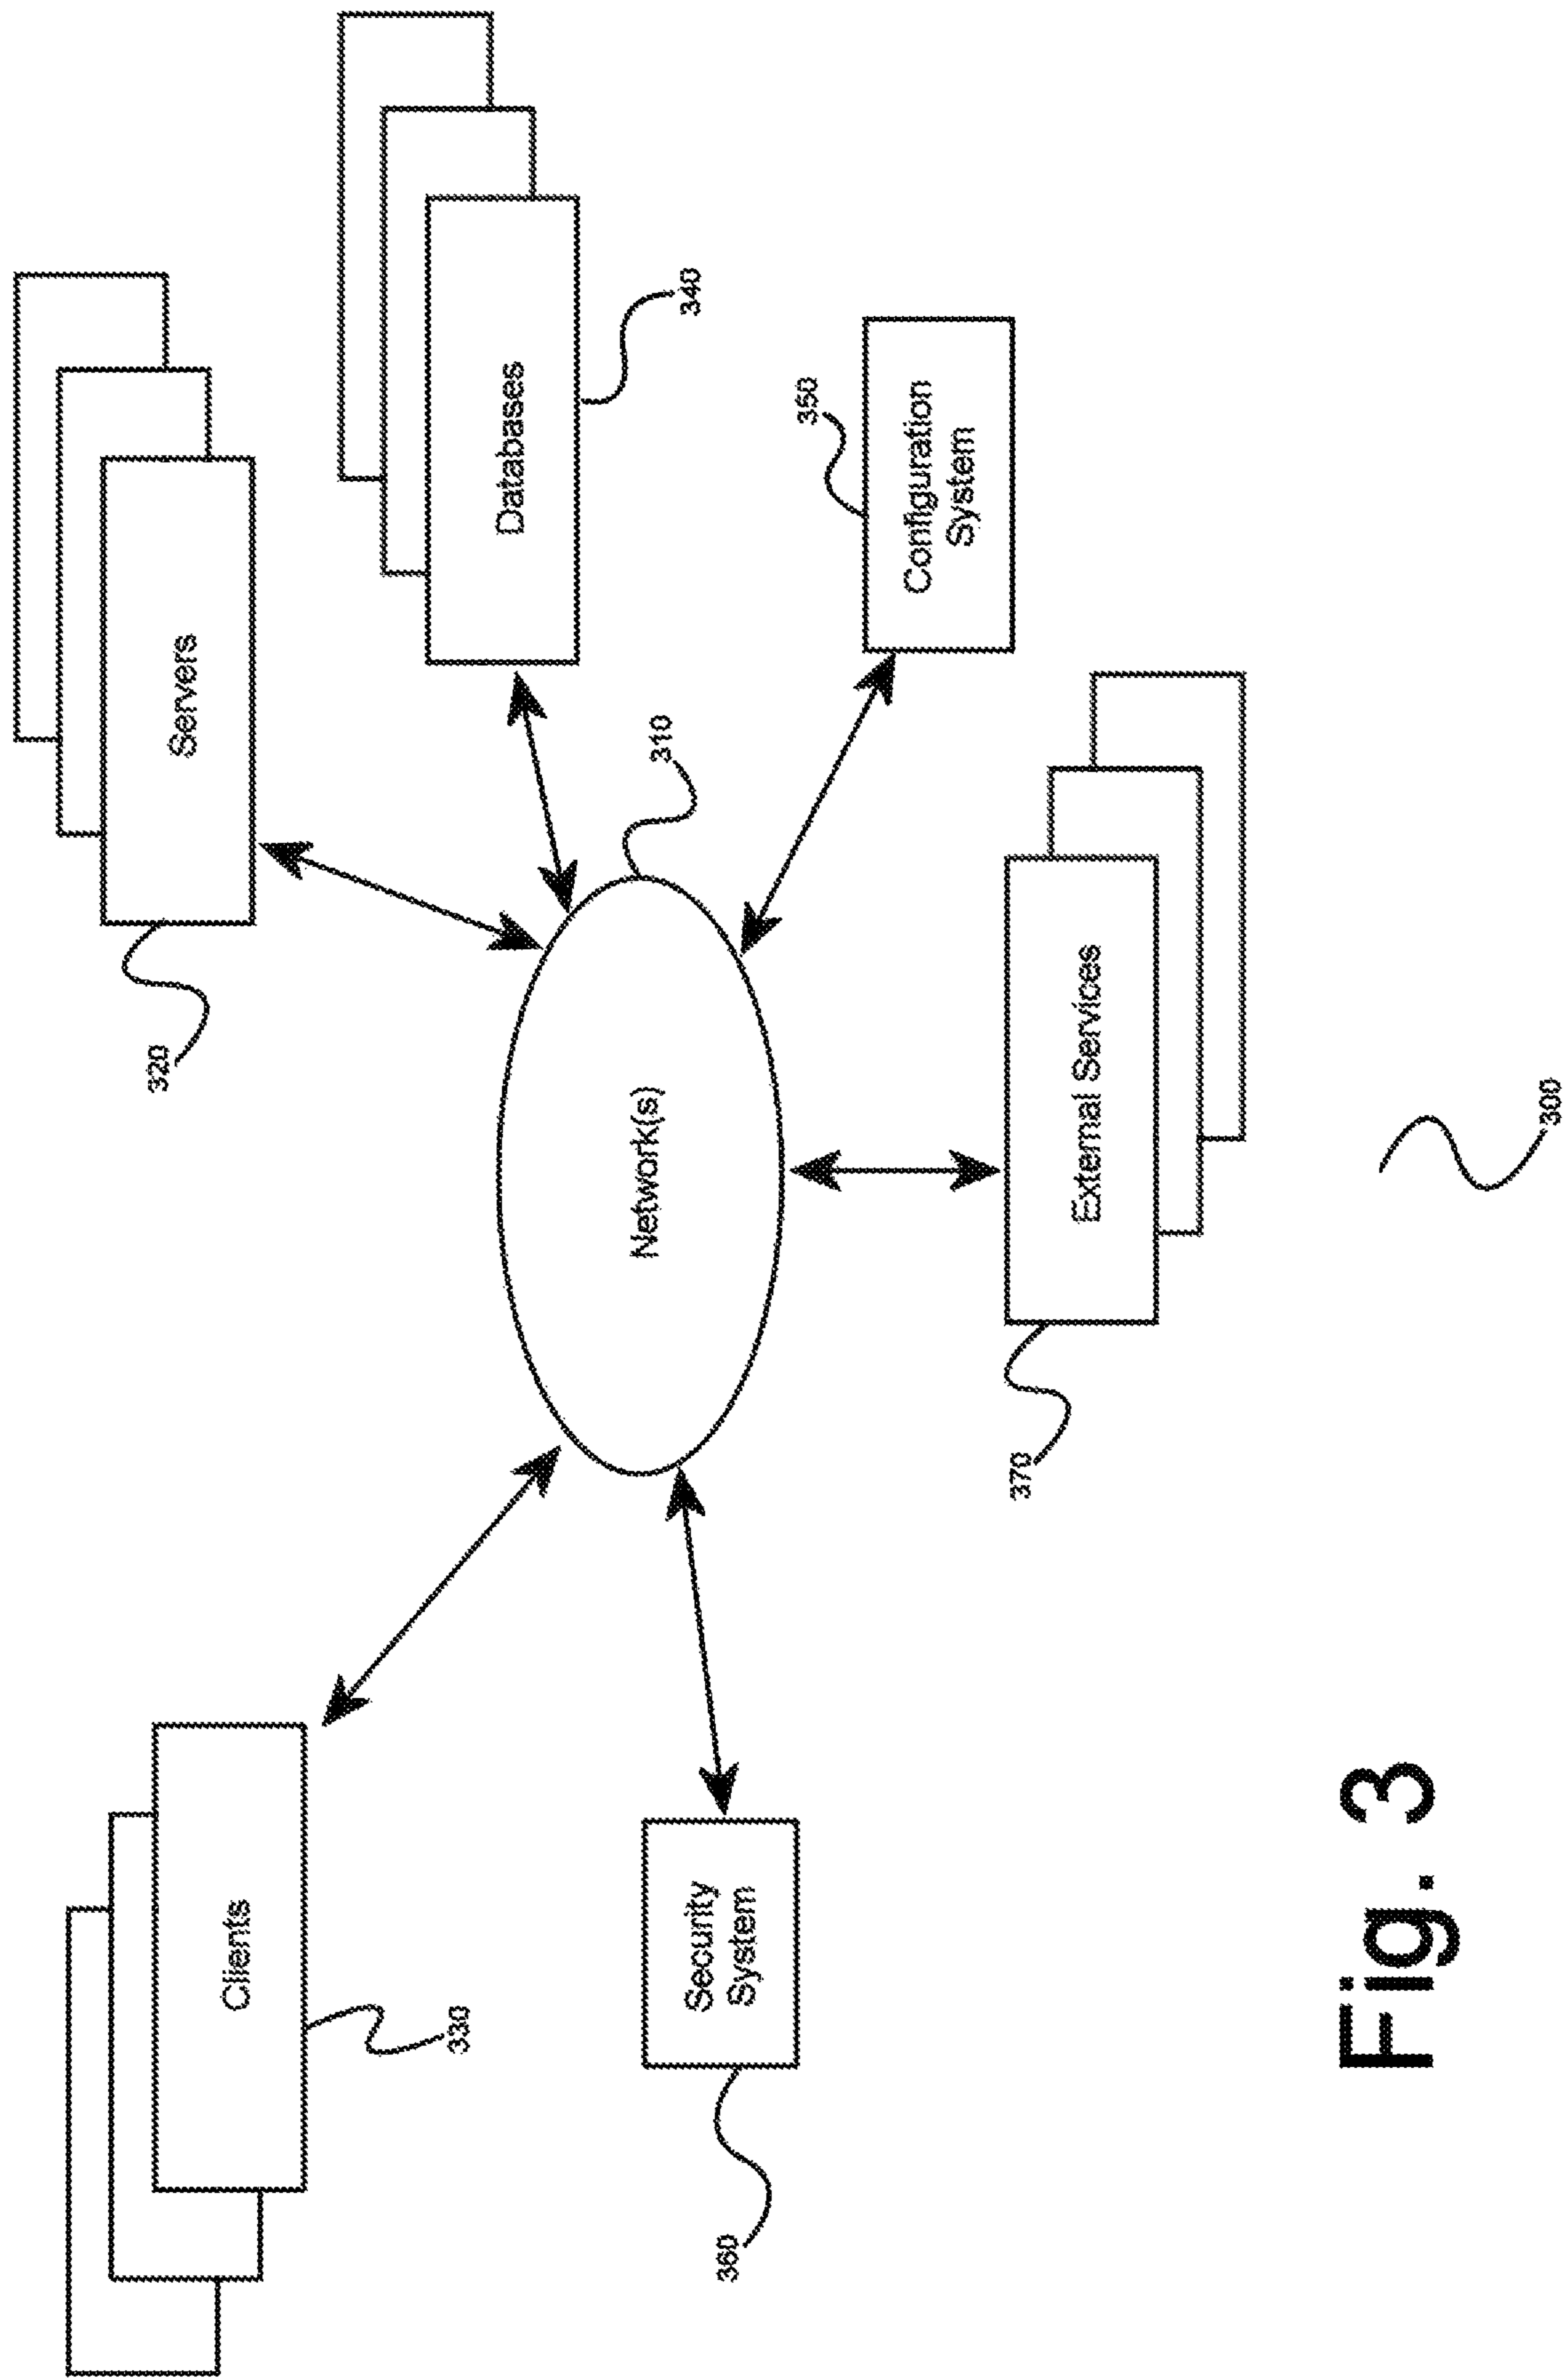 Clients
330
Servers
320
Databases
340
Network(s)
310
Security
System
360
Configuration
System
350
External Services
370
300
Fig. 3